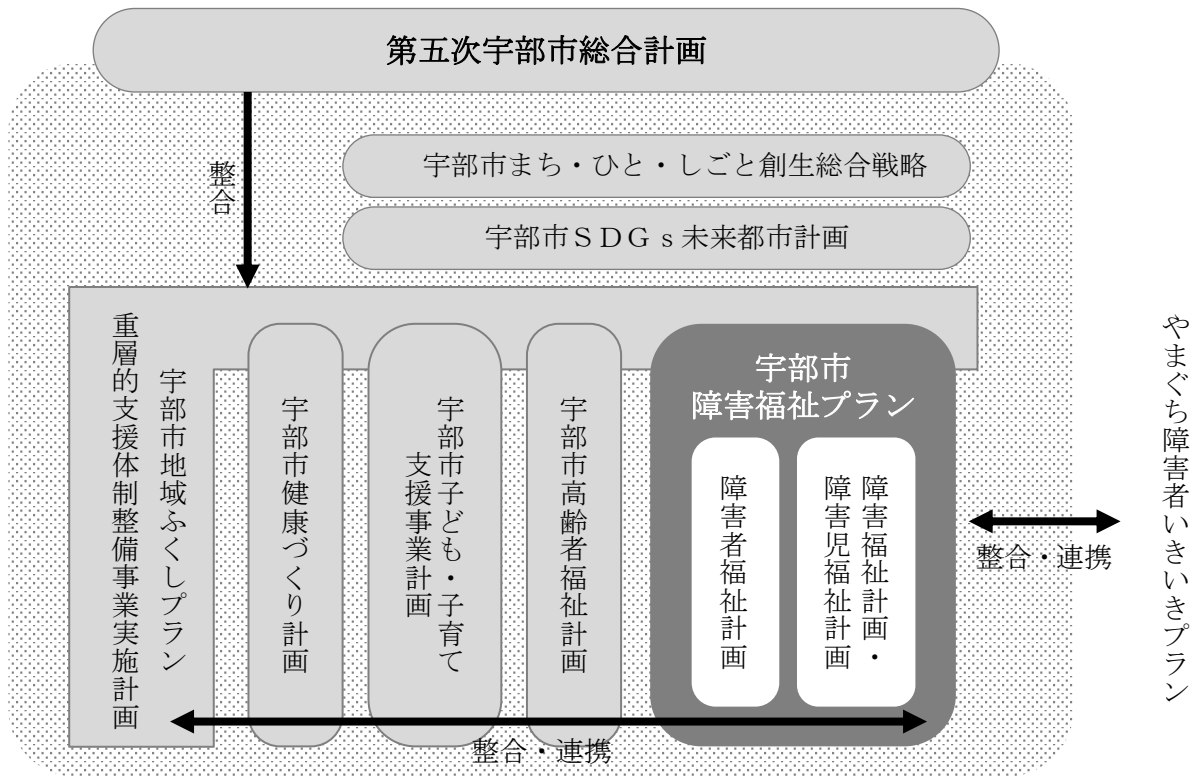 第五次宇部市総合計画
整合
宇部市まち・ひと・しごと創生総合戦略
宇部市ＳＤＧｓ未来都市計画
宇部市地域ふくしプラン
重層的支援体制整備事業実施計画
宇部市健康づくり計画
宇部市子ども・子育て
支援事業計画
宇部市高齢者福祉計画
宇部市
障害福祉プラン
障害者福祉計画
障害福祉計画・
障害児福祉計画
整合・連携
整合・連携
やまぐち障害者いきいきプラン